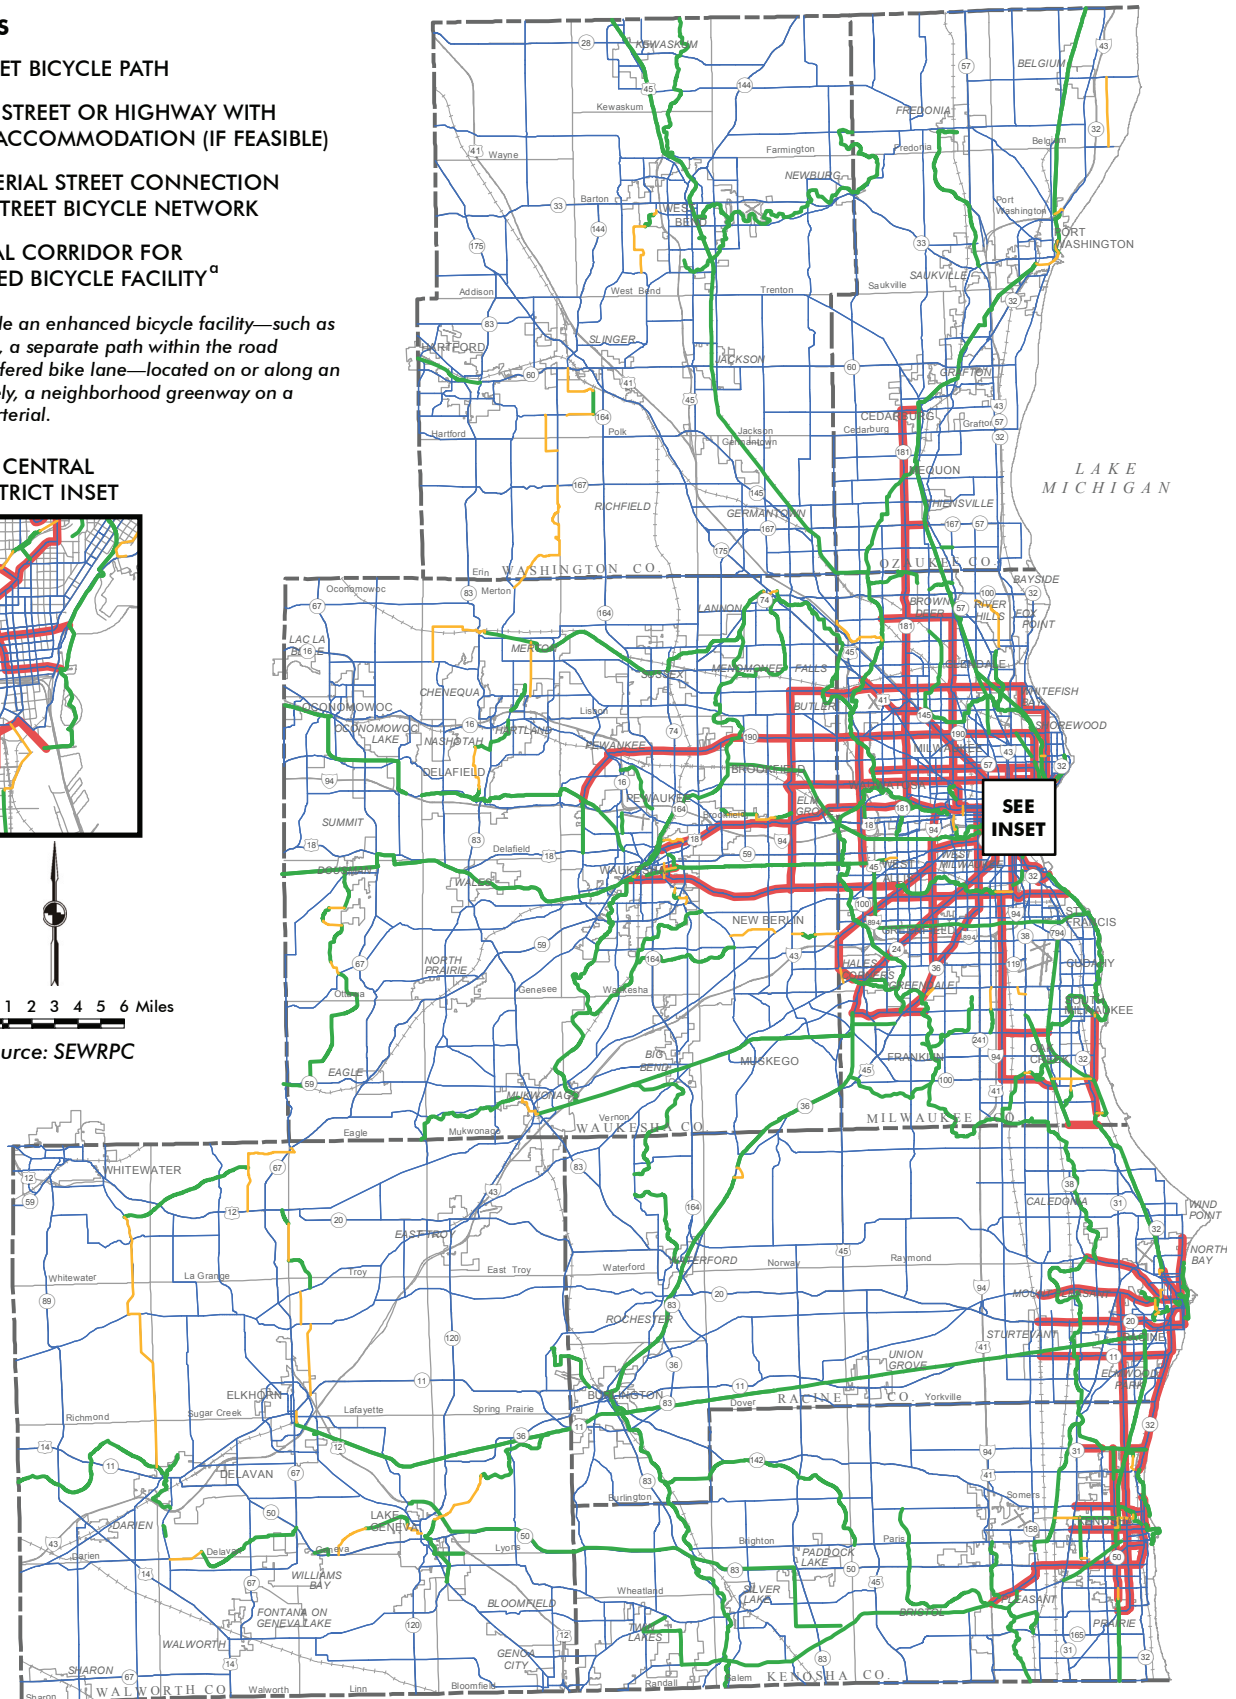 S
ET BICYCLE PATH
STREET OR HIGHWAY WITH
ACCOMMODATION (IF FEASIBLE)
ERIAL STREET CONNECTION
TREET BICYCLE NETWORK
AL CORRIDOR FOR
ED BICYCLE FACILITY a
de an enhanced bicycle facility—such as
, a separate path within the road
ffered bike lane—located on or along an
ely, a neighborhood greenway on a
rterial.
CENTRAL
TRICT INSET
1 2 3 4 5 6 Miles
urce: SEWRPC
KEWASKUM
Kewaskum
Wayne
Farmington
FREDONIA
Fredonia
BELGIUM
Belgium
NEWBURG
Barton
WEST
BEND
Port
Washington
PORT
WASHINGTON
SAUKVILLE
Saukville
Addison
West Bend
Trenton
HARTFORD
SLINGER
JACKSON
GRAFTON
CEDARBURG
Cedarburg
Grafton
Hartford
Polk
Jackson
Germantown
MEQUON
LAKE
MICHIGAN
THIENSVILLE
RICHFIELD
GERMANTOWN
Erin
WASHINGTON CO.
OZAUKEE CO.
BAYSIDE
Oconomowoc
Merton
LANNON
BROWN
DEER
RIVER
HILLS
FOX
POINT
LAC LA
BELLE
MERTON
SUSSEX
MENOMONEE FALLS
GLENDALE
CHENEQUA
WHITEFISH
BAY
OCONOMOWOC
Lisbon
BUTLER
OCONOMOWOC
LAKE
NASHOTAH
HARTLAND
PEWAUKEE
MILWAUKEE
SHOREWOOD
DELAFIELD
BROOKFIELD
WAUWATOSA
PEWAUKEE
ELM
GROVE
Brookfield
SEE
INSET
SUMMIT
Delafield
DOUSMAN
WALES
WAUKESHA
WEST
ALLIS
WEST
MILWAUKEE
NEW BERLIN
ST.
FRANCIS
GREENFIELD
NORTH
PRAIRIE
HALES
CORNERS
GREENDALE
CUDAHY
Ottawa
Genesee
Waukesha
SOUTH
MILWAUKEE
EAGLE
BIG
BEND
MUSKEGO
FRANKLIN
OAK
CREEK
MUKWONAGO
Vernon
Eagle
Mukwonago
WAUKESHA CO.
MILWAUKEE CO.
WHITEWATER
CALEDONIA
WIND
POINT
EAST TROY
NORTH
BAY
Whitewater
La Grange
Troy
East Troy
Waterford
WATERFORD
Norway
Raymond
MOUNT PLEASANT
ROCHESTER
STURTEVANT
RACINE
UNION
GROVE
ELMWOOD
PARK
ELKHORN
BURLINGTON
Dover
RACINE CO.
Yorkville
Richmond
Sugar Creek
Lafayette
Spring Prairie
DELAVAN
Burlington
Somers
DARIEN
LAKE
GENEVA
KENOSHA
Darien
Delavan
Geneva
Lyons
Brighton
Paris
PADDOCK
LAKE
WILLIAMS
BAY
Wheatland
SILVER
LAKE
PLEASANT
PRAIRIE
FONTANA ON
GENEVA LAKE
BLOOMFIELD
BRISTOL
TWIN
LAKES
WALWORTH
GENOA
CITY
SHARON
Sharon
WALWORTH CO.
Walworth
Linn
Bloomfield
Randall
Salem
KENOSHA CO.